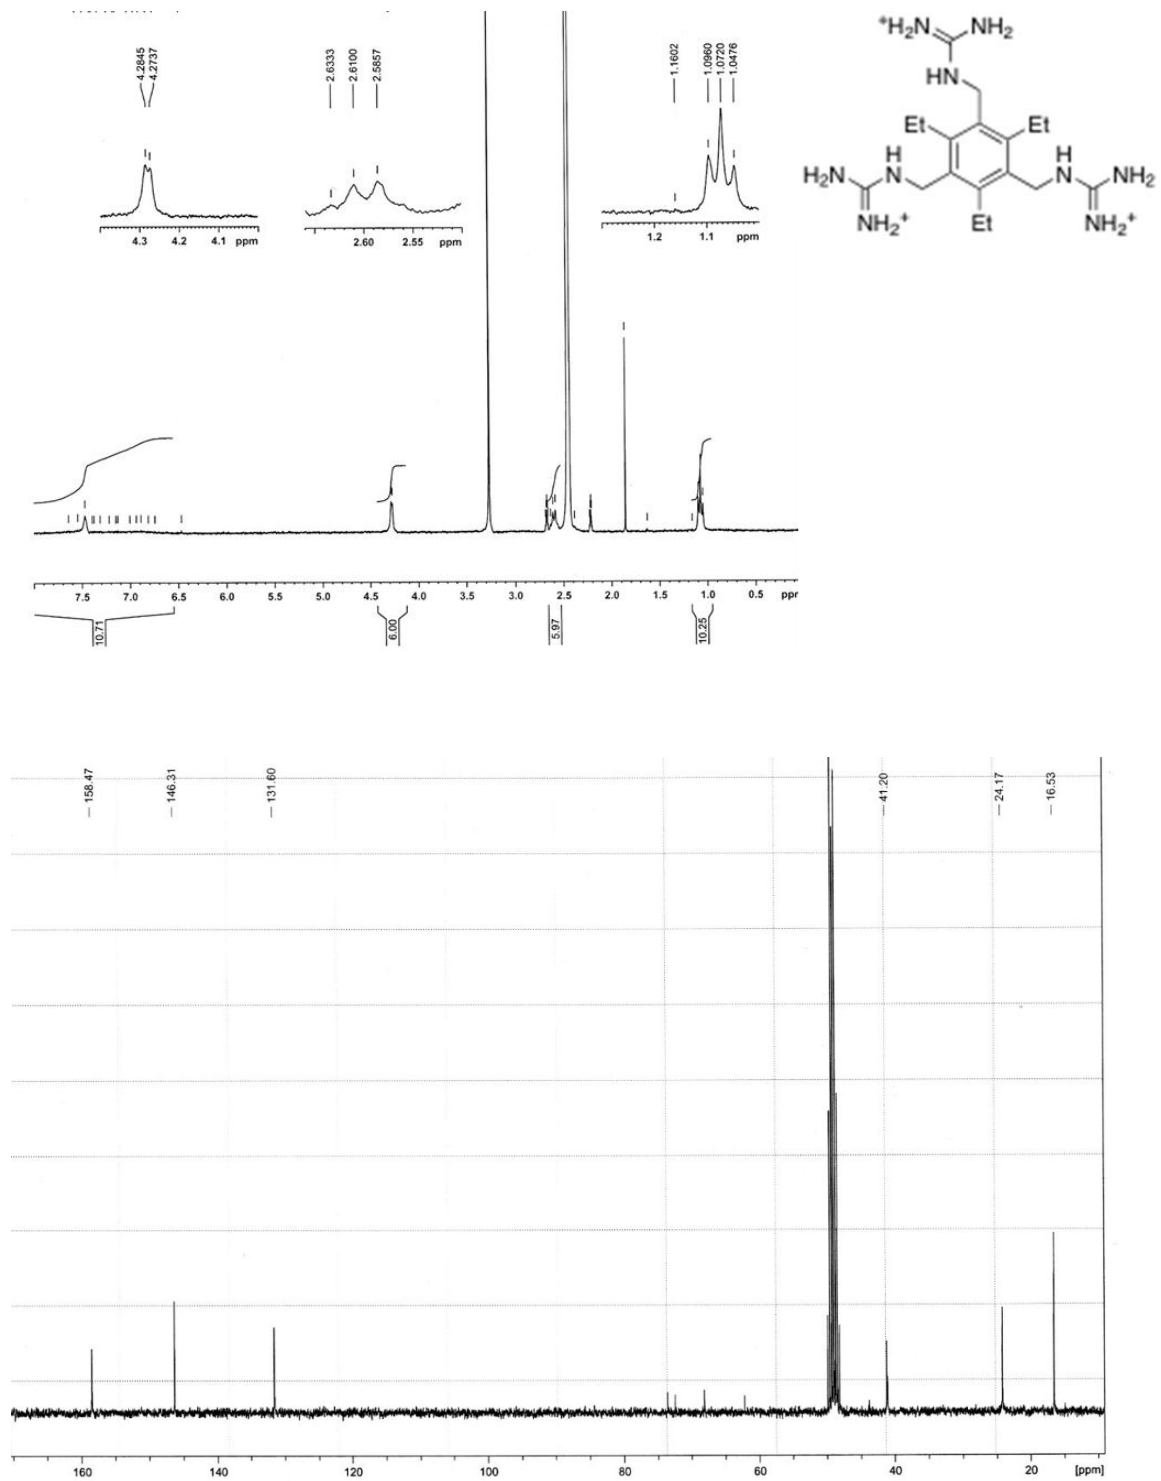 4.2845
4.2737
2.6333
2.6100
2.5857
1.1602
1.0960
1.0720
1.0476
4.3 4.2 4.1 ppm
2.60 2.55 ppm
1.2 1.1 ppm
+H2N NH2
HN
Et Et
H2N H N H N NH2
NH2+ Et NH2+
7.5 7.0 6.5 6.0 5.5 5.0 4.5 4.0 3.5 3.0 2.5 2.0 1.5 1.0 0.5 ppr
10.71 6.00 5.97 10.25
158.47
146.31
131.60
41.20
24.17
16.53
160 140 120 100 80 60 40 20 [ppm]